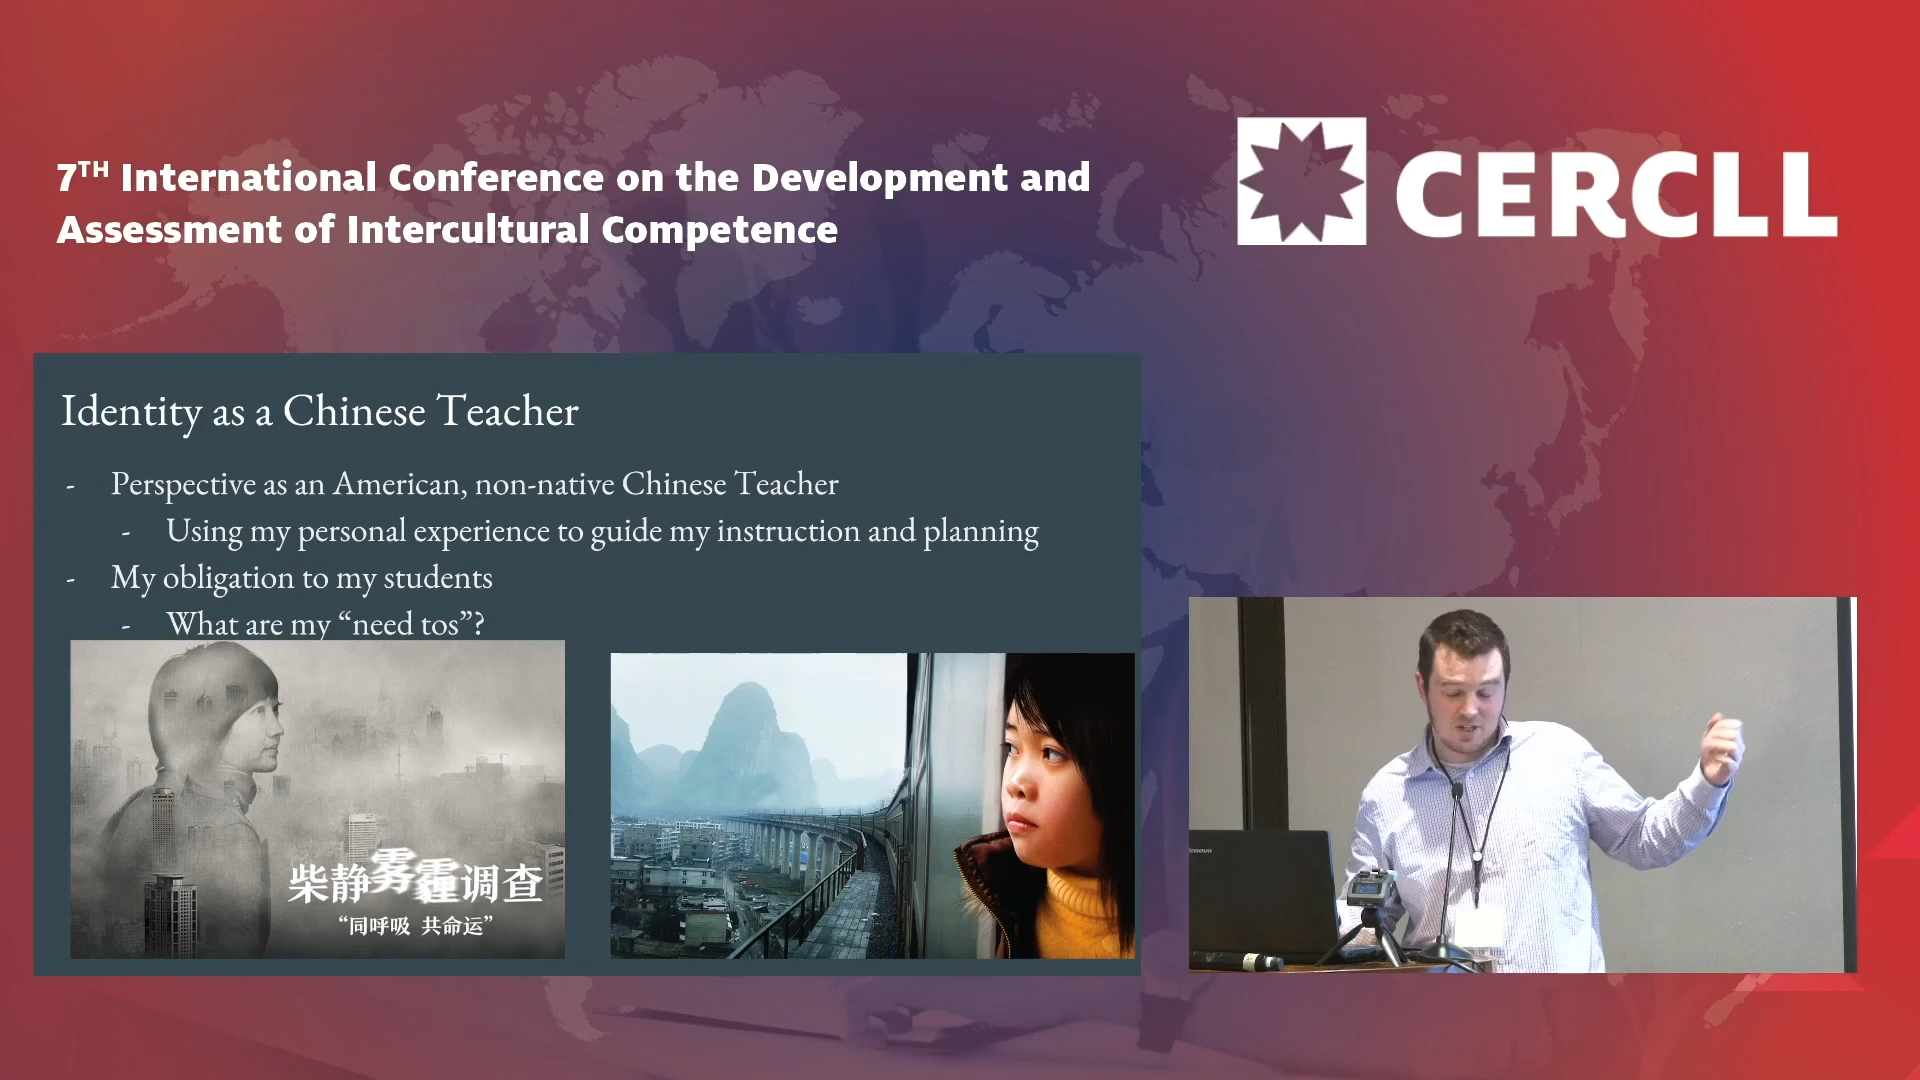 7TH International Conference on the Development and
Assessment of Intercultural Competence
CERCLL
Identity as a Chinese Teacher
- Perspective as an American, non-native Chinese Teacher
- Using my personal experience to guide my instruction and planning
- My obligation to my students
- What are my “need tos”?
柴静雾霾调查
“同呼吸 共命运”
lenovo